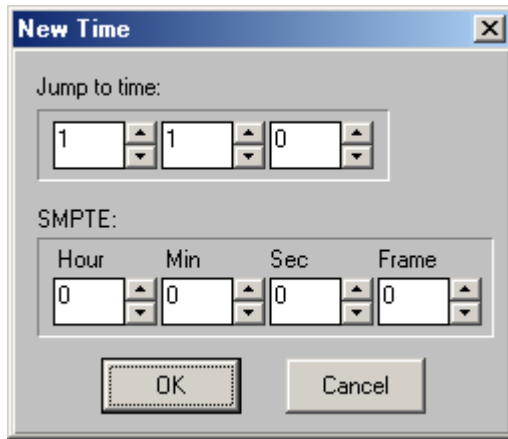 New Time
Jump to time:
1 1 0
SMPTE:
Hour Min Sec Frame
0 0 0 0
OK Cancel